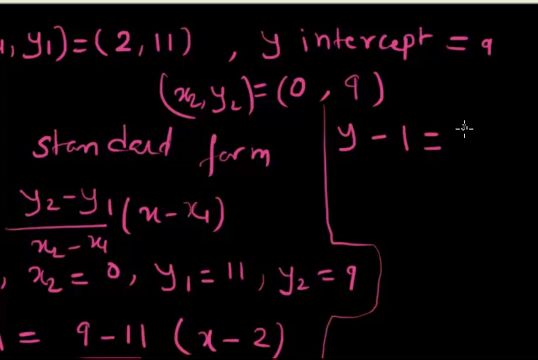 , y1) = (2, 11) , y intercept = 9
(x2, y2) = (0, 9)
standard form
y - 1 =
y2 - y1 (x - x1)
x2 - x1
, x2 = 0, y1 = 11, y2 = 9
= 9 - 11 (x - 2)